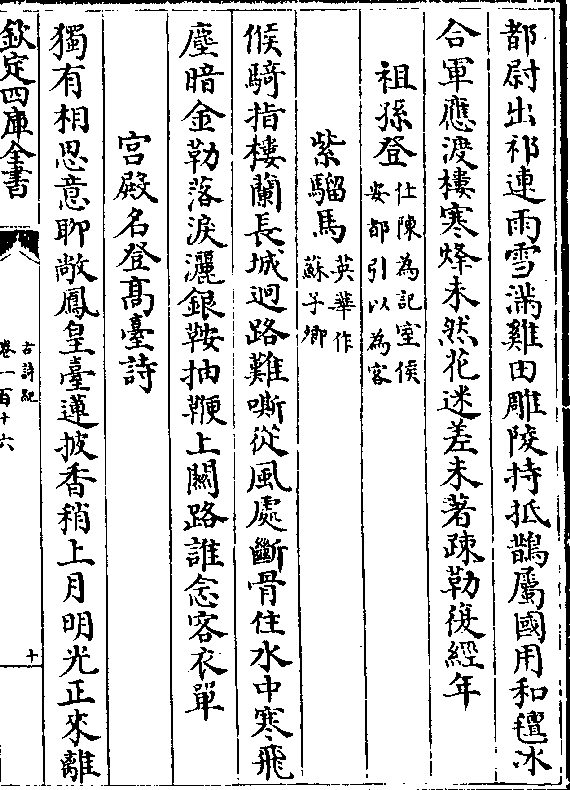 都尉出祁連雨雪滿雞田雕陵持抵鵲屬國用和氊冰
合軍應渡樓寒烽未然花迷差未著疎勒復經年
祖孫登仕陳為記室侯安都引以為客
紫騮馬英華作蘇子卿
候騎指樓蘭長城迥路難嘶從風處斷骨住水中寒飛
塵暗金勒落淚灑銀鞍抽鞭上關路誰念客衣單
宮殿名登髙臺詩
獨有相思意聊敞鳳皇臺蓮披香稍上月明光正來離
欽定四庫全書
古詩紀
卷一百十六
十